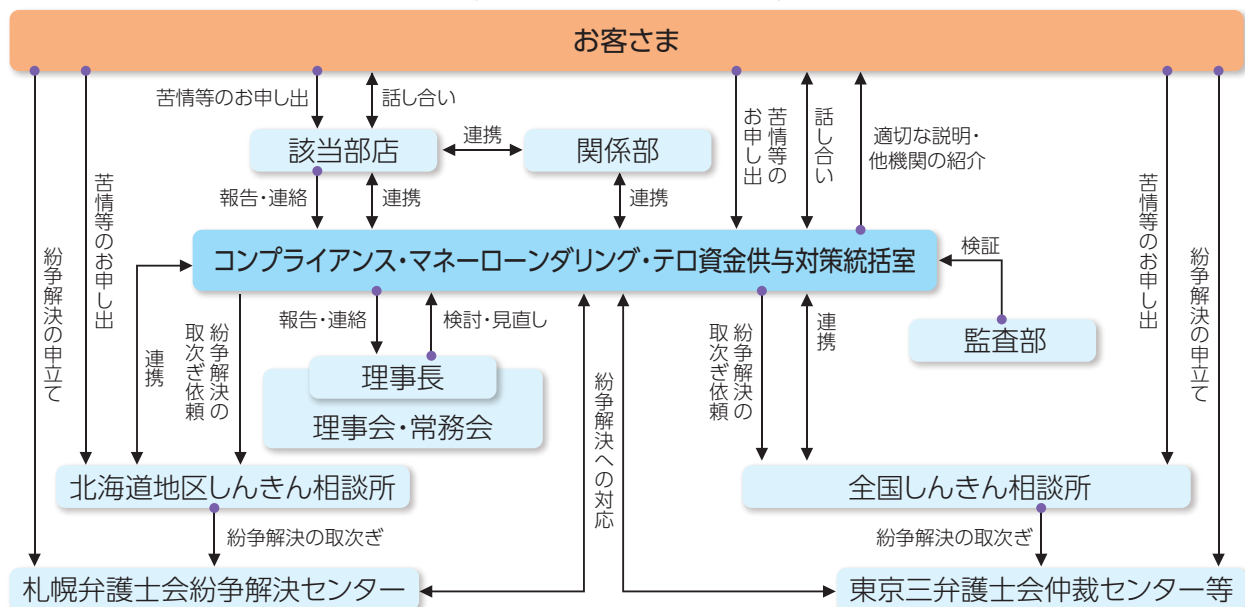 お客さま
苦情等のお申し出
話し合い
苦情等の
お申し出
話し合い
適切な説明・
他機関の紹介
該当部店
連携
関係部
報告・連絡
連携
連携
紛争解決の申立て
苦情等のお申し出
苦情等のお申し出
紛争解決の申立て
コンプライアンス・マネーローンダリング・テロ資金供与対策統括室
検証
監査部
連携
紛争解決の
取次ぎ依頼
報告・連絡
検討・見直し
理事長
理事会・常務会
紛争解決への対応
紛争解決の
取次ぎ依頼
連携
北海道地区しんきん相談所
全国しんきん相談所
紛争解決の取次ぎ
紛争解決の取次ぎ
札幌弁護士会紛争解決センター
東京三弁護士会仲裁センター等